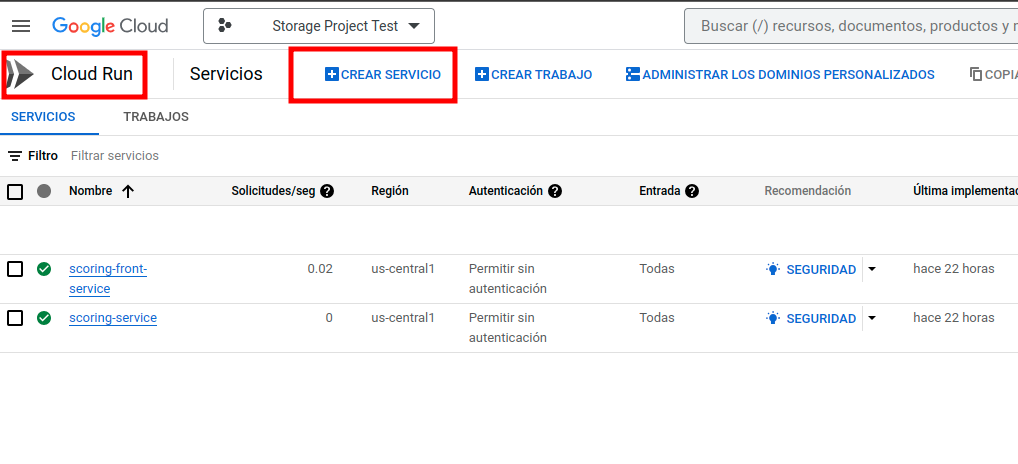 Google Cloud
Storage Project Test
Buscar (/) recursos, documentos, productos y
Cloud Run
Servicios
CREAR SERVICIO
CREAR TRABAJO
ADMINISTRAR LOS DOMINIOS PERSONALIZADOS
COPIA
SERVICIOS
TRABAJOS
Filtro
Filtrar servicios
Nombre
Solicitudes/seg
Región
Autenticación
Entrada
Recomendación
Última implementac
scoring-front-
service
0.02
us-central1
Permitir sin
autenticación
Todas
SEGURIDAD
hace 22 horas
scoring-service
0
us-central1
Permitir sin
autenticación
Todas
SEGURIDAD
hace 22 horas